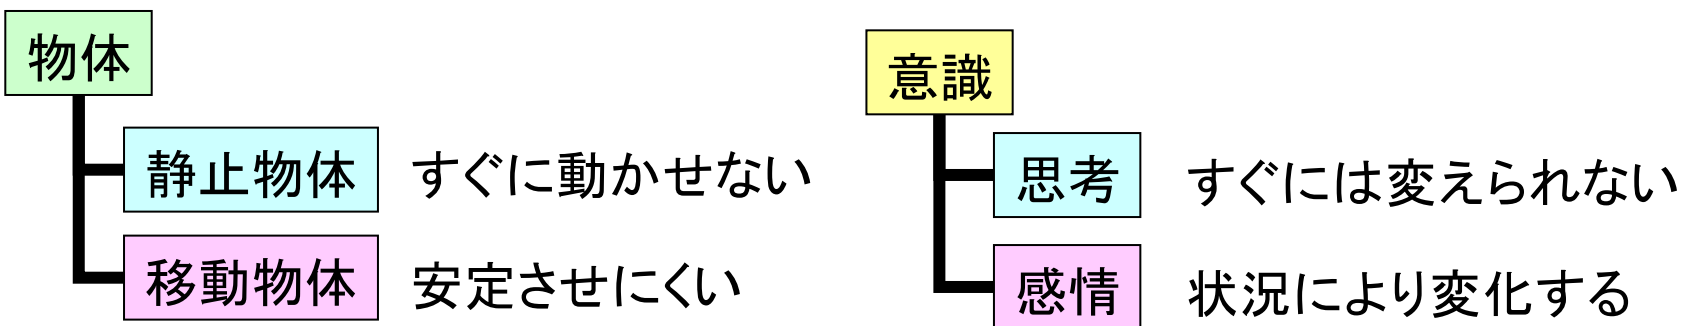 物体
静止物体 すぐに動かせない
移動物体 安定させにくい
意識
思考 すぐには変えられない
感情 状況により変化する